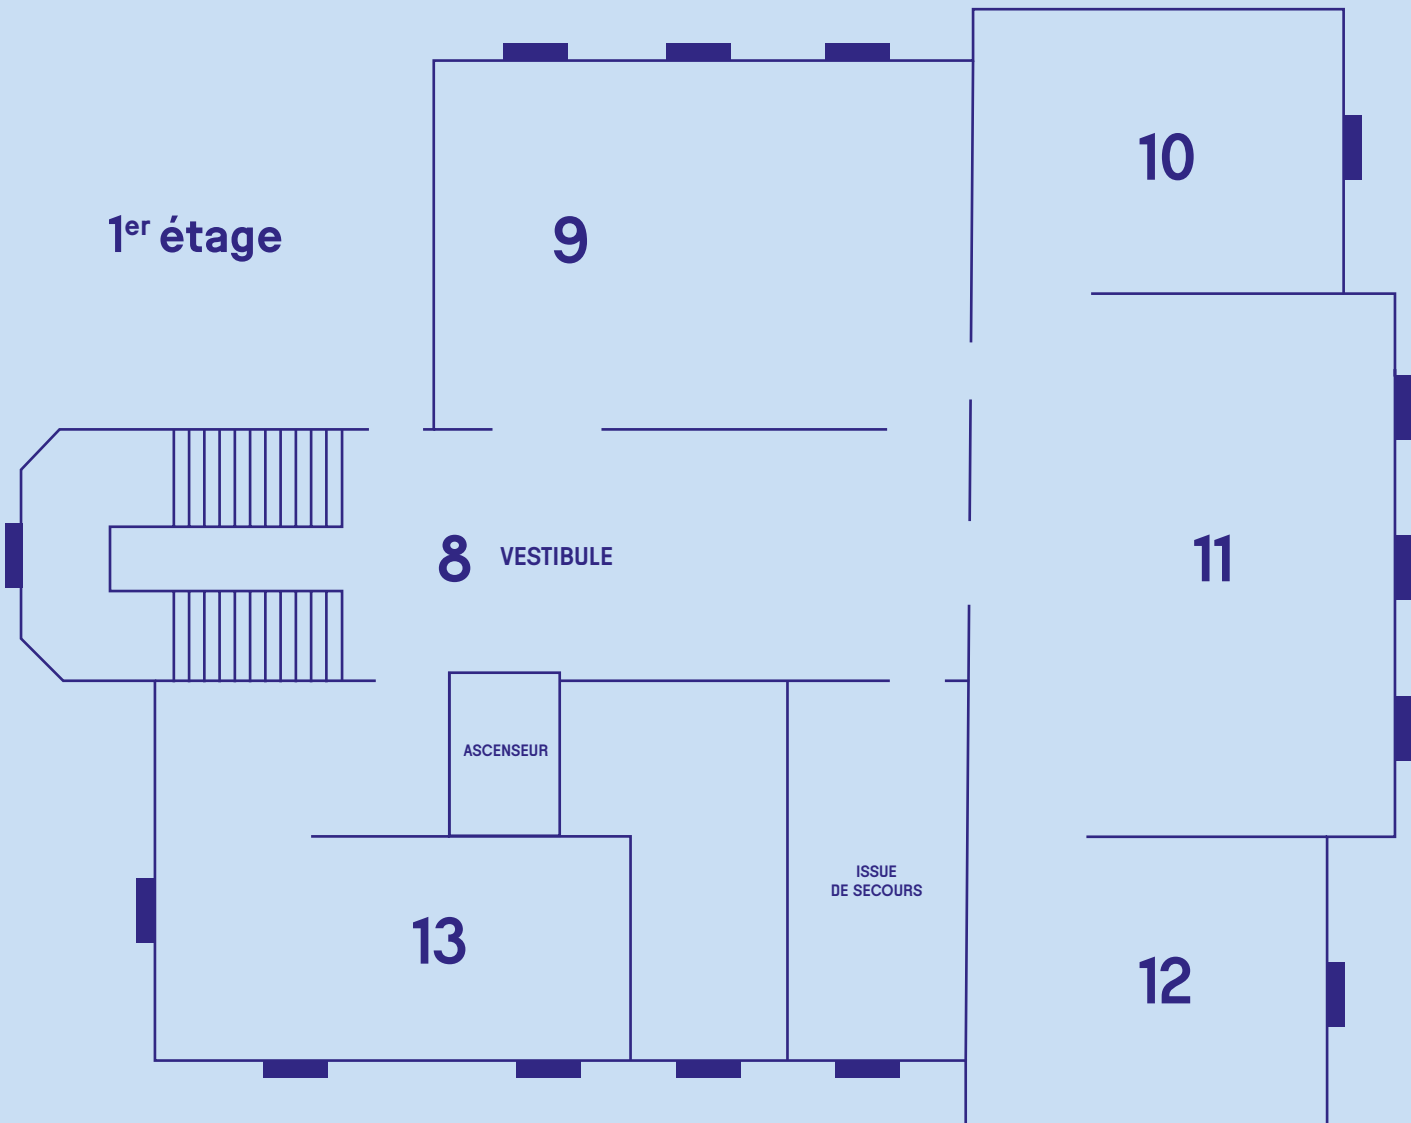 10
1er étage
9
8 VESTIBULE
11
ASCENSEUR
ISSUE
DE SECOURS
13
12